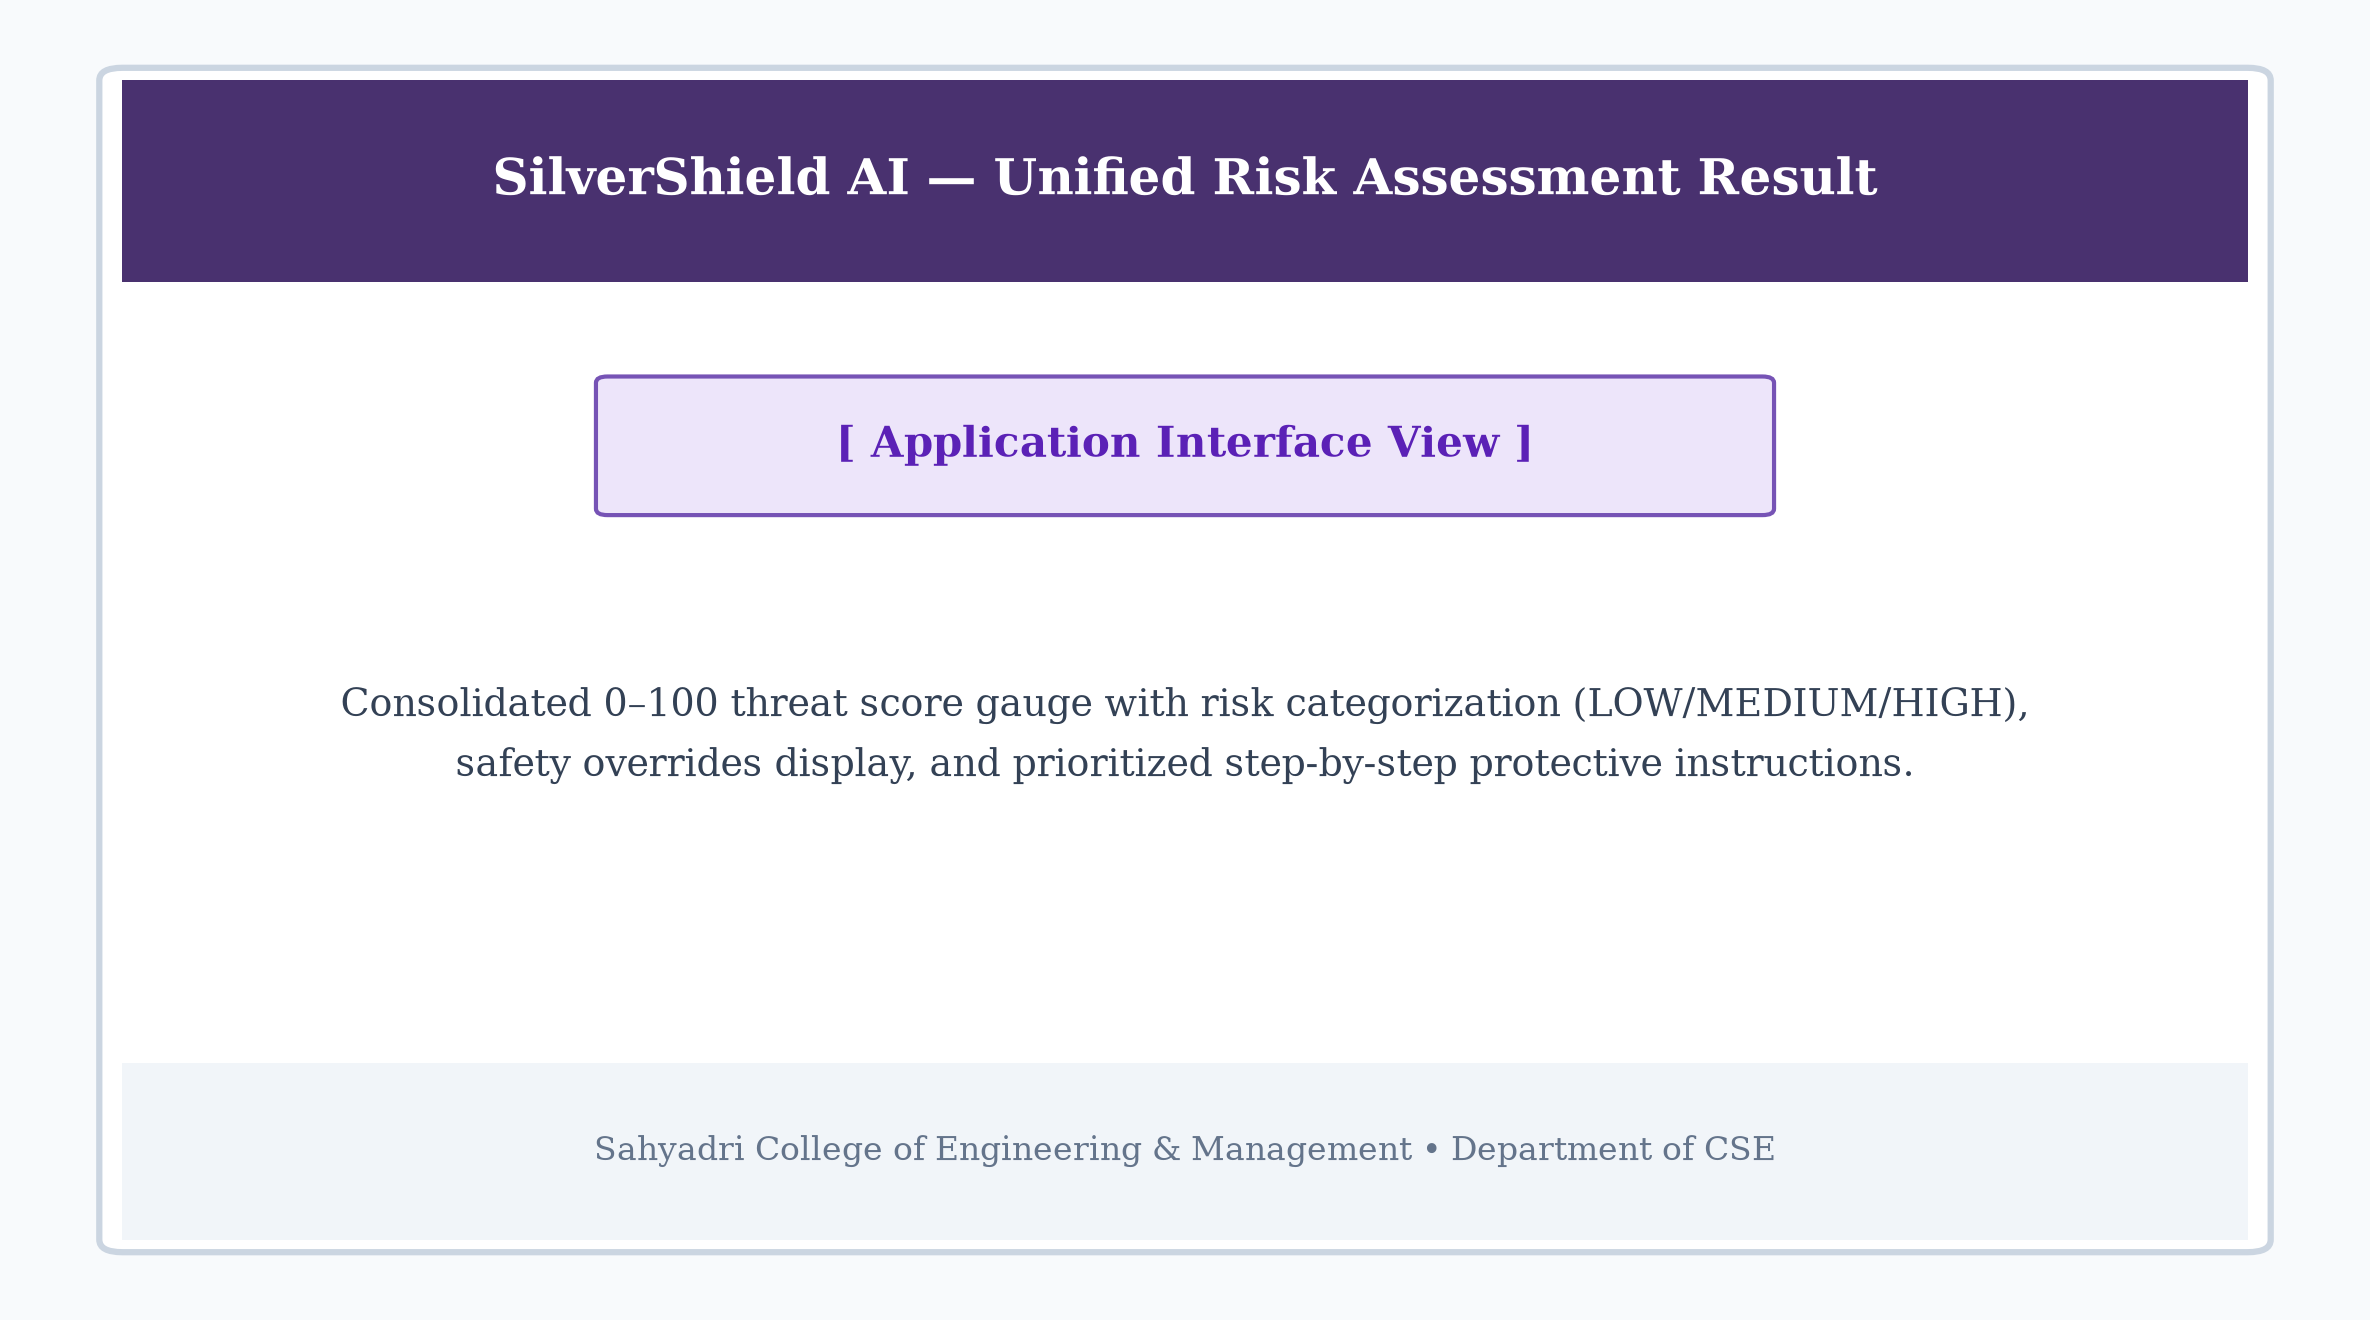 SilverShield AI — Unified Risk Assessment Result
[ Application Interface View ]
Consolidated 0–100 threat score gauge with risk categorization (LOW/MEDIUM/HIGH),
safety overrides display, and prioritized step-by-step protective instructions.
Sahyadri College of Engineering & Management • Department of CSE